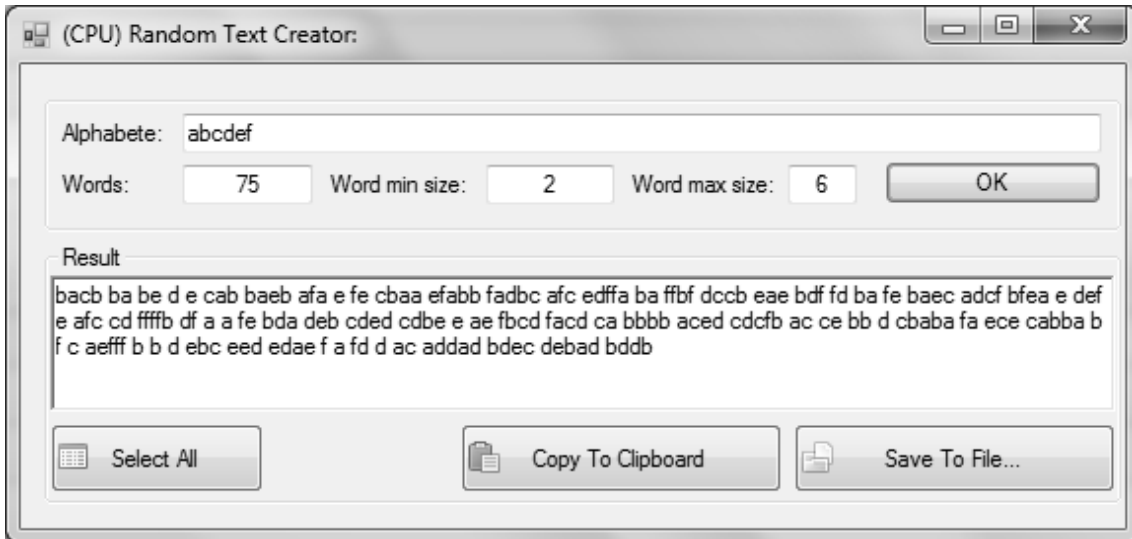 (CPU) Random Text Creator:
Alphabete: abcdef
Words: 75 Word min size: 2 Word max size: 6 OK
Result
bacb ba be d e cab baeb afa e fe cbaa efabb fadbc afc edffa ba ffbf dccb eae bdf fd ba fe baec adcf bfea e def
e afc cd ffffb df a a fe bda deb cded cdbe e ae fbcd facd ca bbbb aced cdcfb ac ce bb d cbaba fa ece cabba b
f c aefff b b d ebc eed edae f a fd d ac addad bdec debad bddb
Select All Copy To Clipboard Save To File...